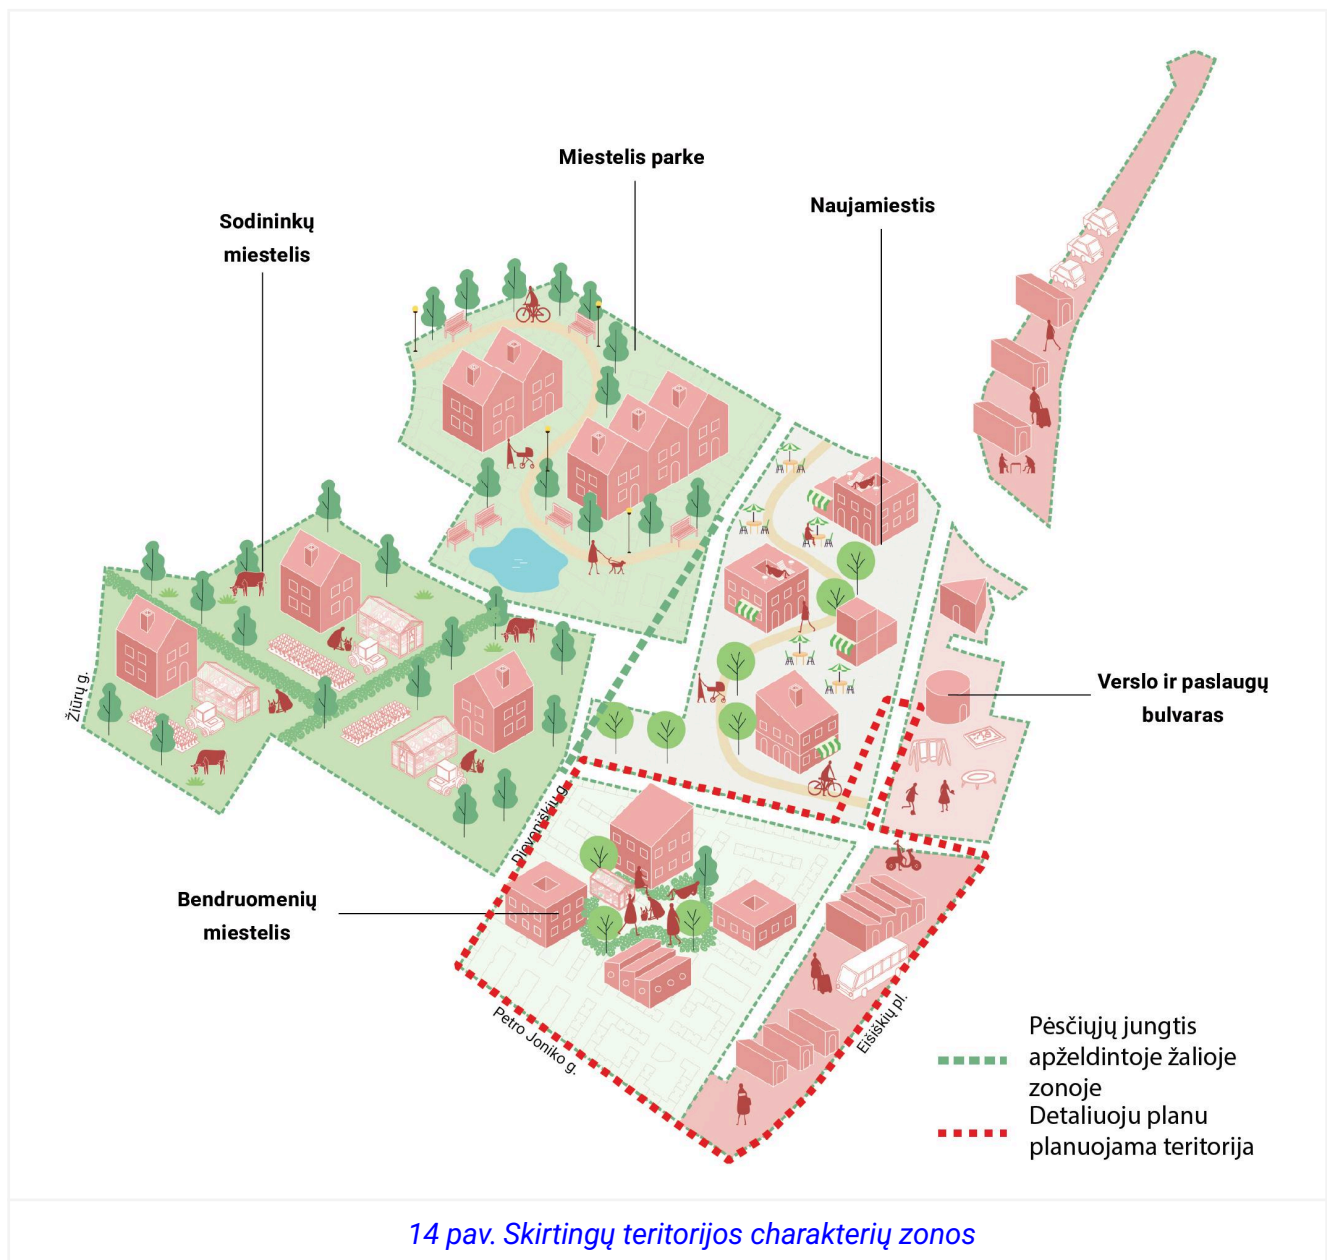 Miestelis parke
Naujamiestis
Sodininkų
miestelis
Žiūrų g.
Verslo ir paslaugų
bulvaras
Dieveniškių g.
Bendruomenių
miestelis
Petro Joniko g.
Eišiškių pl.
Pėsčiųjų jungtis
apželdintoje žalioje
zonoje
Detaliuoju planu
planuojama teritorija
14 pav. Skirtingų teritorijos charakterių zonos